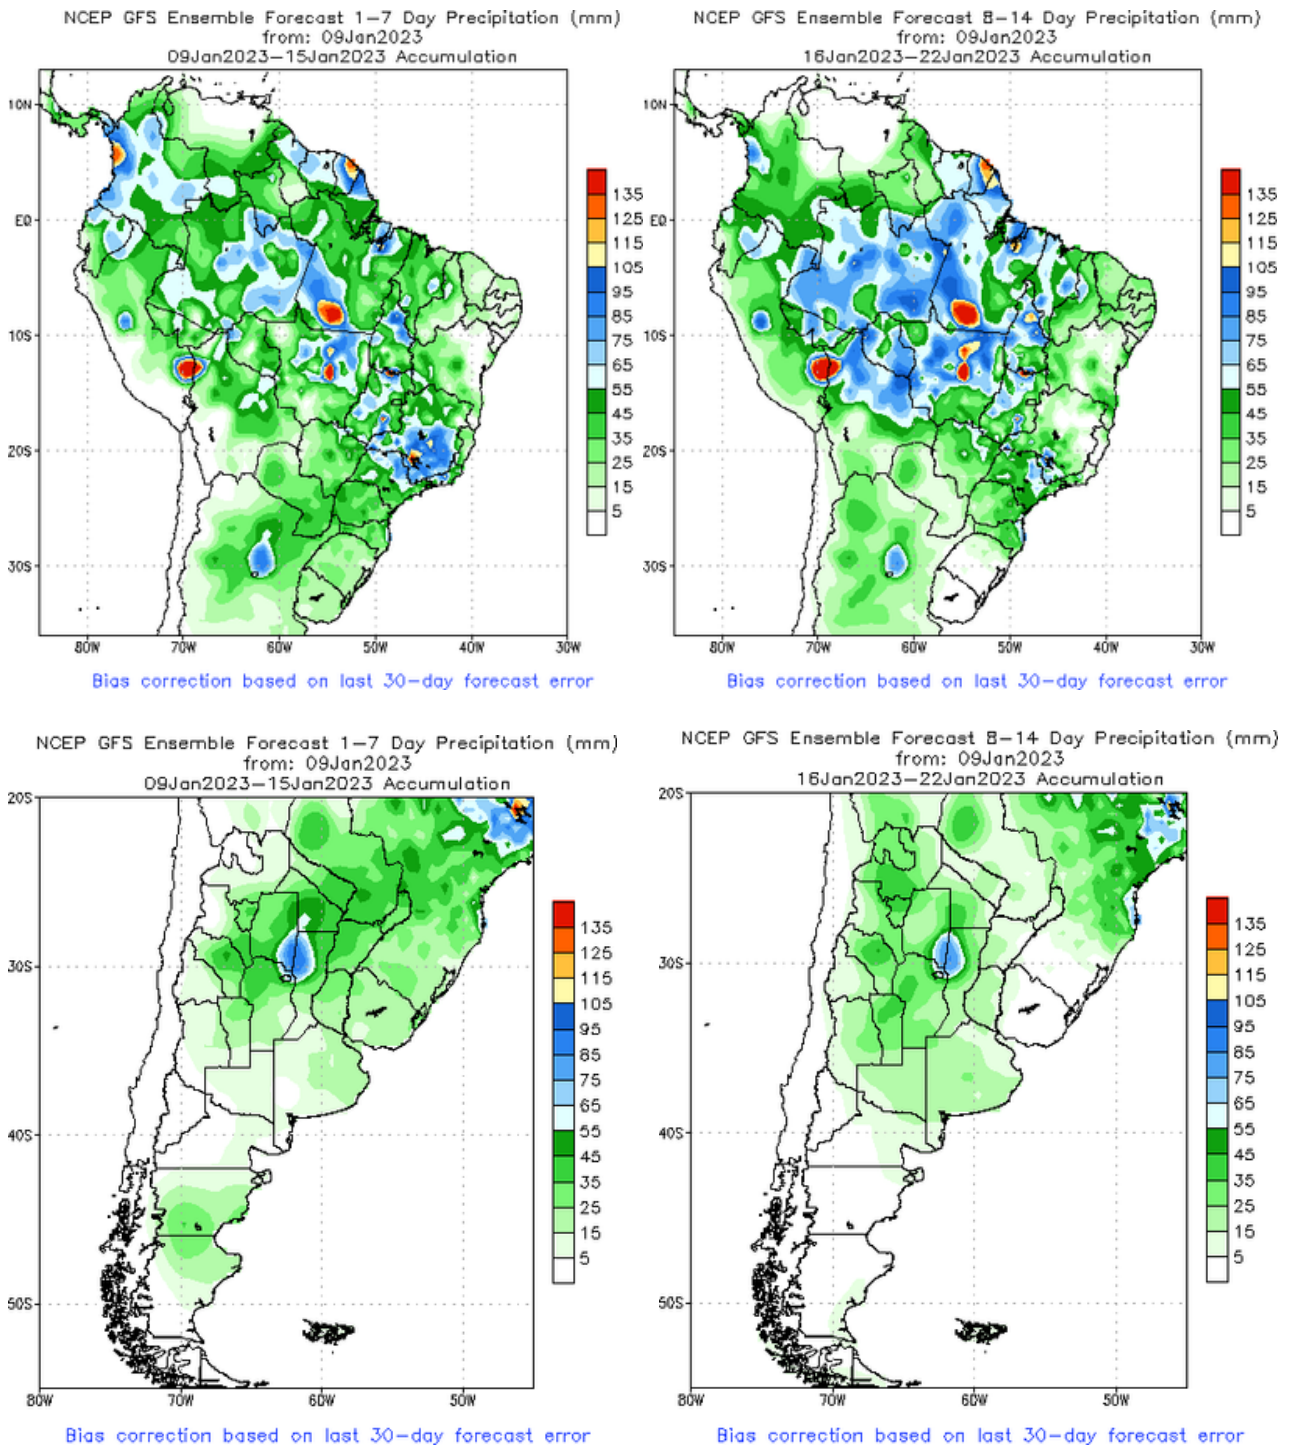 NCEP GFS Ensemble Forecast 1-7 Day Precipitation (mm)
from: 09Jan2023
09Jan2023-15Jan2023 Accumulation
10N
EQ
10S
20S
30S
80W 70W 60W 50W 40W 30W
135
125
115
105
95
85
75
65
55
45
35
25
15
5
Bias correction based on last 30-day forecast error
NCEP GFS Ensemble Forecast 8-14 Day Precipitation (mm)
from: 09Jan2023
16Jan2023-22Jan2023 Accumulation
10N
EQ
10S
20S
30S
80W 70W 60W 50W 40W 30W
135
125
115
105
95
85
75
65
55
45
35
25
15
5
Bias correction based on last 30-day forecast error
NCEP GFS Ensemble Forecast 1-7 Day Precipitation (mm)
from: 09Jan2023
09Jan2023-15Jan2023 Accumulation
20S
30S
40S
50S
80W 70W 60W 50W
135
125
115
105
95
85
75
65
55
45
35
25
15
5
Bias correction based on last 30-day forecast error
NCEP GFS Ensemble Forecast 8-14 Day Precipitation (mm)
from: 09Jan2023
16Jan2023-22Jan2023 Accumulation
20S
30S
40S
50S
80W 70W 60W 50W
135
125
115
105
95
85
75
65
55
45
35
25
15
5
Bias correction based on last 30-day forecast error